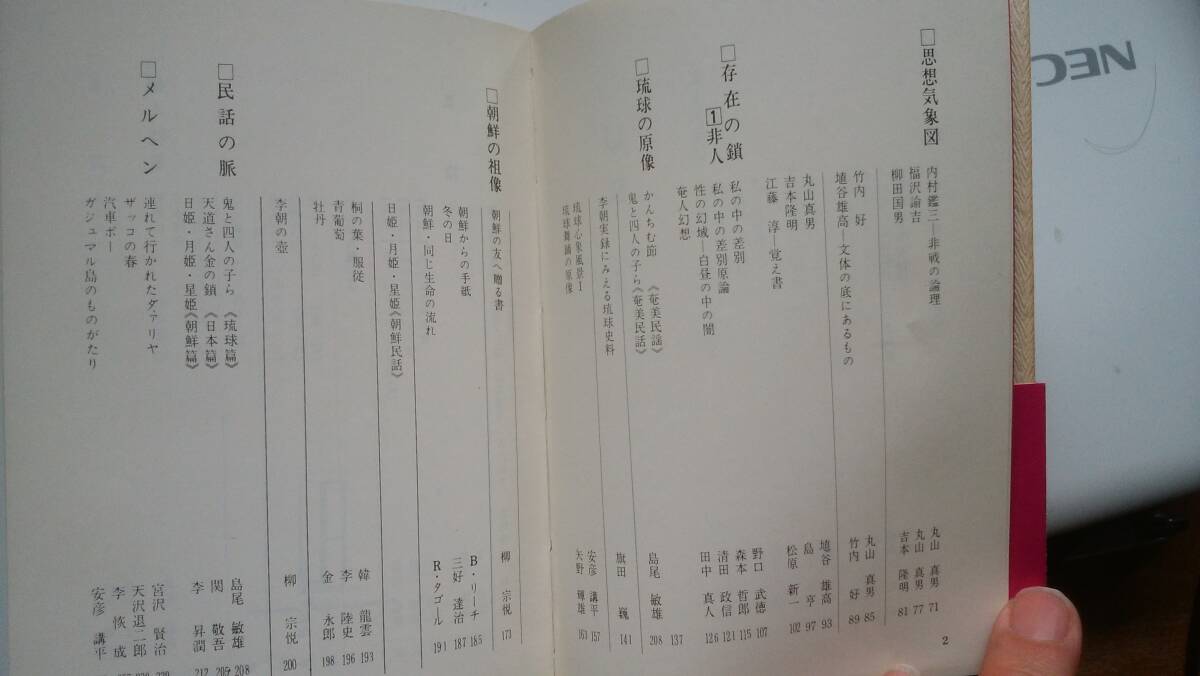 □思想気象図
内村鑑三―非戦の論理 丸山真男 71
福沢諭吉 丸山真男 77
柳田国男 吉本隆明 81
竹内 好 丸山真男 85
埴谷雄高―文体の底にあるもの 竹内 好 89
丸山真男 埴谷雄高 93
吉本隆明 島 亨 97
江藤 淳―覚え書 松原新一 102
□存在の鎖
1非人
私の中の差別 野口武徳 107
私の中の差別原論 森本哲郎 115
性の幻域―白昼の中の闇 清田政信 121
奄人幻想 田中真人 126
□琉球の原像
かんちむ節《奄美民謡》 137
鬼と四人の子ら《奄美民話》 島尾敏雄 208
李朝実録にみえる琉球史料 旗田 巍 141
琉球心象風景I 安彦講平 157
琉球舞踊の原像 矢野輝雄 161
□朝鮮の祖像
朝鮮の友へ贈る書 柳 宗悦 171
朝鮮からの手紙 B・リーチ 185
冬の日 三好達治 187
朝鮮・同じ生命の流れ R・タゴール 191
日姫・月姫・星姫《朝鮮民話》
桐の葉・服従 韓 龍雲 193
青葡萄 李 陸史 196
牡丹 金 永郎 198
李朝の壺 柳 宗悦 200
□民話の脈
鬼と四人の子ら《琉球篇》 島尾敏雄 208
天道さん金の鎖《日本篇》 関 敬吾 205
日姫・月姫・星姫《朝鮮篇》 李 昇潤 212
□メルヘン
連れて行かれたダァリヤ 宮沢賢治
ザッコの春 天沢退二郎
汽車ポー 李 恢成
ガジュマル島のものがたり 安彦講平
2
NEC